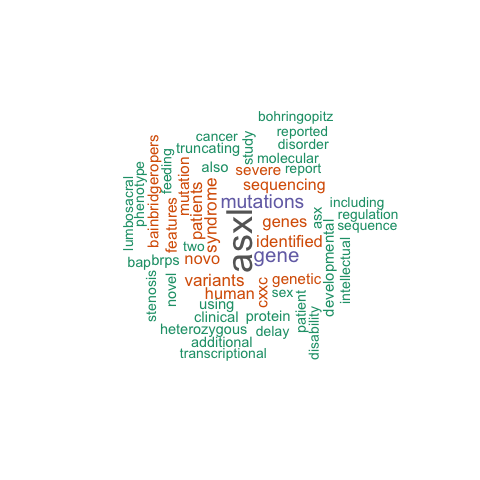 bohringopitz
reported
cancer
study
disorder
truncating
molecular
also
severe
report
feeding
mutation
bainbridgeropers
phenotype
lumbosacral
patients
syndrome
sequencing
mutations
including
features
asxl
genes
asx
regulation
sequence
two
identified
developmental
intellectual
bap
brps
novo
gene
variants
genetic
cxxc
stenosis
novel
human
sex
patient
using
clinical
protein
disability
heterozygous
delay
additional
transcriptional